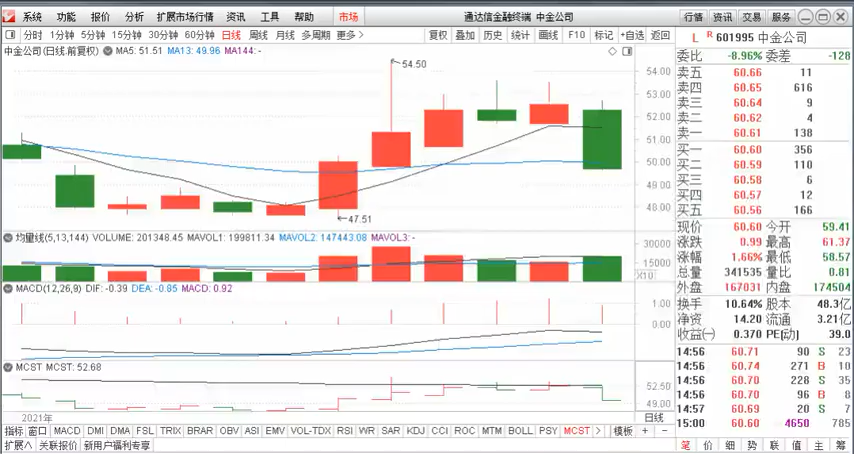 系统 功能 报价 分析 扩展市场行情 资讯 工具 帮助 市场 通达信金融终端 中金公司 行情 资讯 交易 服务
分时 1分钟 5分钟 15分钟 30分钟 60分钟 日线 周线 月线 多周期 更多> 复权 叠加 历史 统计 画线 F10 标记 +自选 返回
L R 601995 中金公司
中金公司(日线.前复权) MA5: 51.51 MA13: 49.96 MA144: -
委比 -8.96% 委差 -128
卖五 60.66 11
卖四 60.65 616
卖三 60.64 9
卖二 60.62 4
卖一 60.61 138
买一 60.60 356
买二 60.59 110
买三 60.58 6
买四 60.57 12
买五 60.56 166
现价 60.60 今开 59.41
涨跌 0.99 最高 61.37
涨幅 1.66% 最低 58.57
总量 341535 量比 0.81
外盘 167031 内盘 174504
换手 10.64% 股本 48.3亿
净资 14.20 流通 3.21亿
收益(一) 0.370 PE(动) 39.0
14:56 60.71 90 S 23
14:56 60.74 271 B 10
14:56 60.70 228 S 35
14:56 60.70 96 B 8
14:57 60.69 20 S 7
15:00 60.60 4650 785
笔 价 细 势 联 值 主 筹
54.50
54.00
53.00
52.00
51.00
50.00
49.00
48.00
47.51
均量线(5,13,144) VOLUME: 201348.45 MAVOL1: 199811.34 MAVOL2: 147443.08 MAVOL3: -
30000
15000
X10
MACD(12,26,9) DIF: -0.39 DEA: -0.85 MACD: 0.92
1.00
0.00
MCST MCST: 52.68
52.50
49.00
2021年 日线
指标 窗口 MACD DMI DMA FSL TRIX BRAR OBV ASI EMV VOL-TDX RSI WR SAR KDJ CCI ROC MTM BOLL PSY MCST > 模板 + -
扩展∧ 关联报价 新用户福利专享